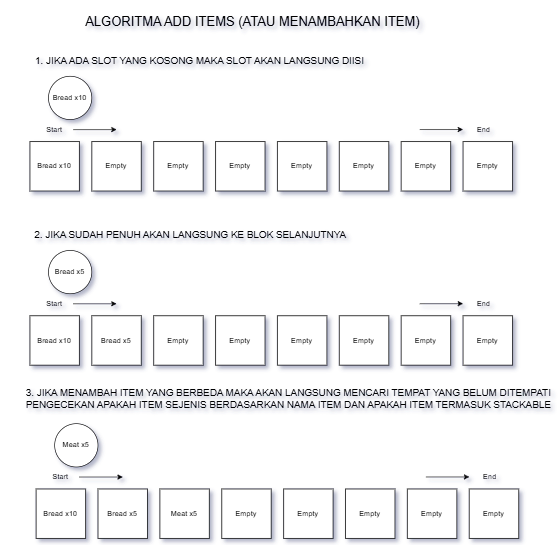 ALGORITMA ADD ITEMS (ATAU MENAMBAHKAN ITEM)
1. JIKA ADA SLOT YANG KOSONG MAKA SLOT AKAN LANGSUNG DIISI
Bread x10
Start End
Bread x10 Empty Empty Empty Empty Empty Empty Empty
2. JIKA SUDAH PENUH AKAN LANGSUNG KE BLOK SELANJUTNYA
Bread x5
Start End
Bread x10 Bread x5 Empty Empty Empty Empty Empty Empty
3. JIKA MENAMBAH ITEM YANG BERBEDA MAKA AKAN LANGSUNG MENCARI TEMPAT YANG BELUM DITEMPATI
PENGECEKAN APAKAH ITEM SEJENIS BERDASARKAN NAMA ITEM DAN APAKAH ITEM TERMASUK STACKABLE
Meat x5
Start End
Bread x10 Bread x5 Meat x5 Empty Empty Empty Empty Empty